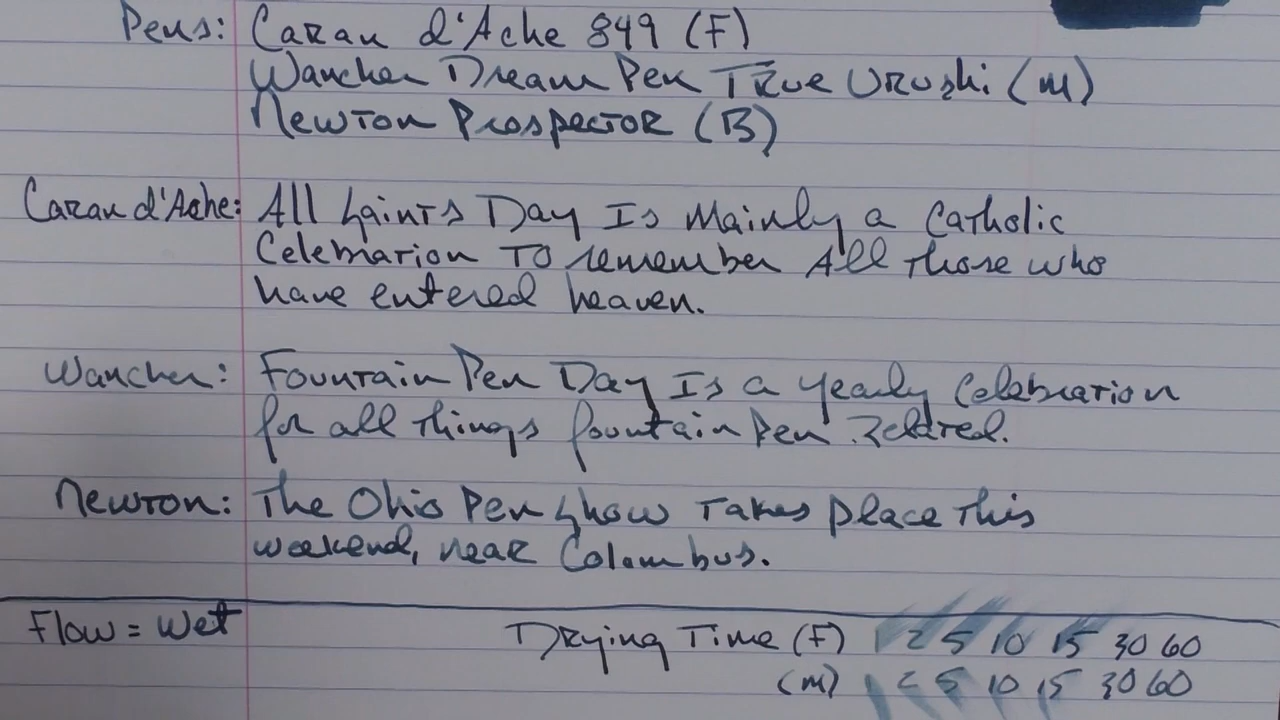 Pens: Caran d'Ache 849 (F)
Wancher Dream Pen True Urushi (M)
Newton Prospector (B)
Caran d'Ache: All Saints Day Is Mainly a Catholic
Celebration To remember All those who
have entered heaven.
Wancher: Fountain Pen Day Is a yearly Celebration
for all things fountain Pen Related.
Newton: The Ohio Pen Show Takes place This
weekend, near Columbus.
Flow = Wet
Drying Time (F) 1 2 5 10 15 30 60
(M) 1 2 5 10 15 30 60